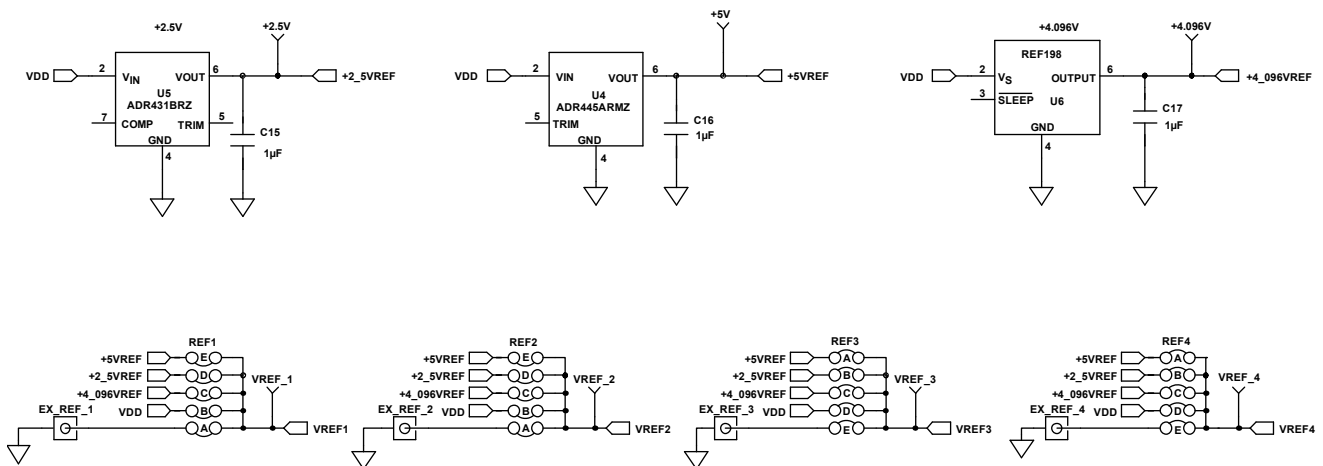 +2.5V
+2.5V
VDD
2
VIN
VOUT
6
+2_5VREF
U5
ADR431BRZ
7
COMP
TRIM
5
GND
4
C15
1µF
+5V
VDD
2
VIN
VOUT
6
+5VREF
U4
ADR445ARMZ
5
TRIM
GND
4
C16
1µF
+4.096V
+4.096V
REF198
VDD
2
VS
OUTPUT
6
+4_096VREF
3
SLEEP
U6
GND
4
C17
1µF
REF1
+5VREF
E
+2_5VREF
D
VREF_1
+4_096VREF
C
EX_REF_1
VDD
B
A
VREF1
REF2
+5VREF
E
+2_5VREF
D
VREF_2
+4_096VREF
C
EX_REF_2
VDD
B
A
VREF2
REF3
+5VREF
A
+2_5VREF
B
VREF_3
+4_096VREF
C
EX_REF_3
VDD
D
E
VREF3
REF4
+5VREF
A
+2_5VREF
B
VREF_4
+4_096VREF
C
EX_REF_4
VDD
D
E
VREF4